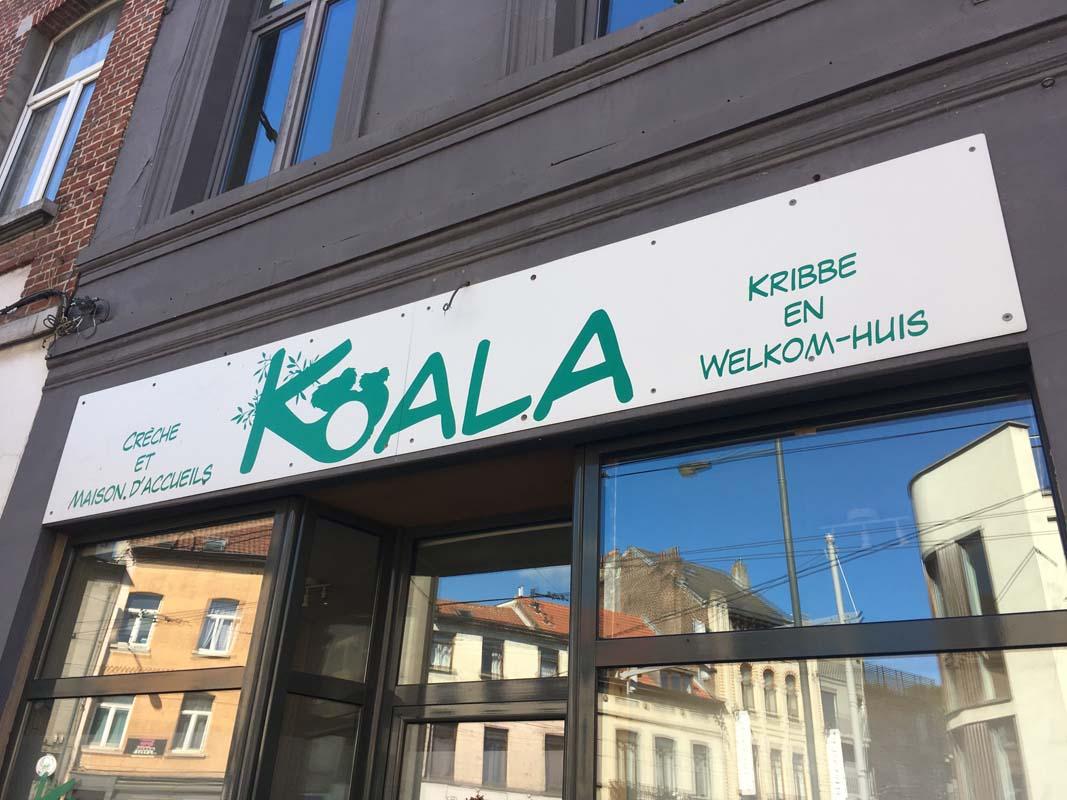 CRÈCHE
ET
MAISON D'ACCUEILS
KOALA
KRIBBE
EN
WELKOM-HUIS